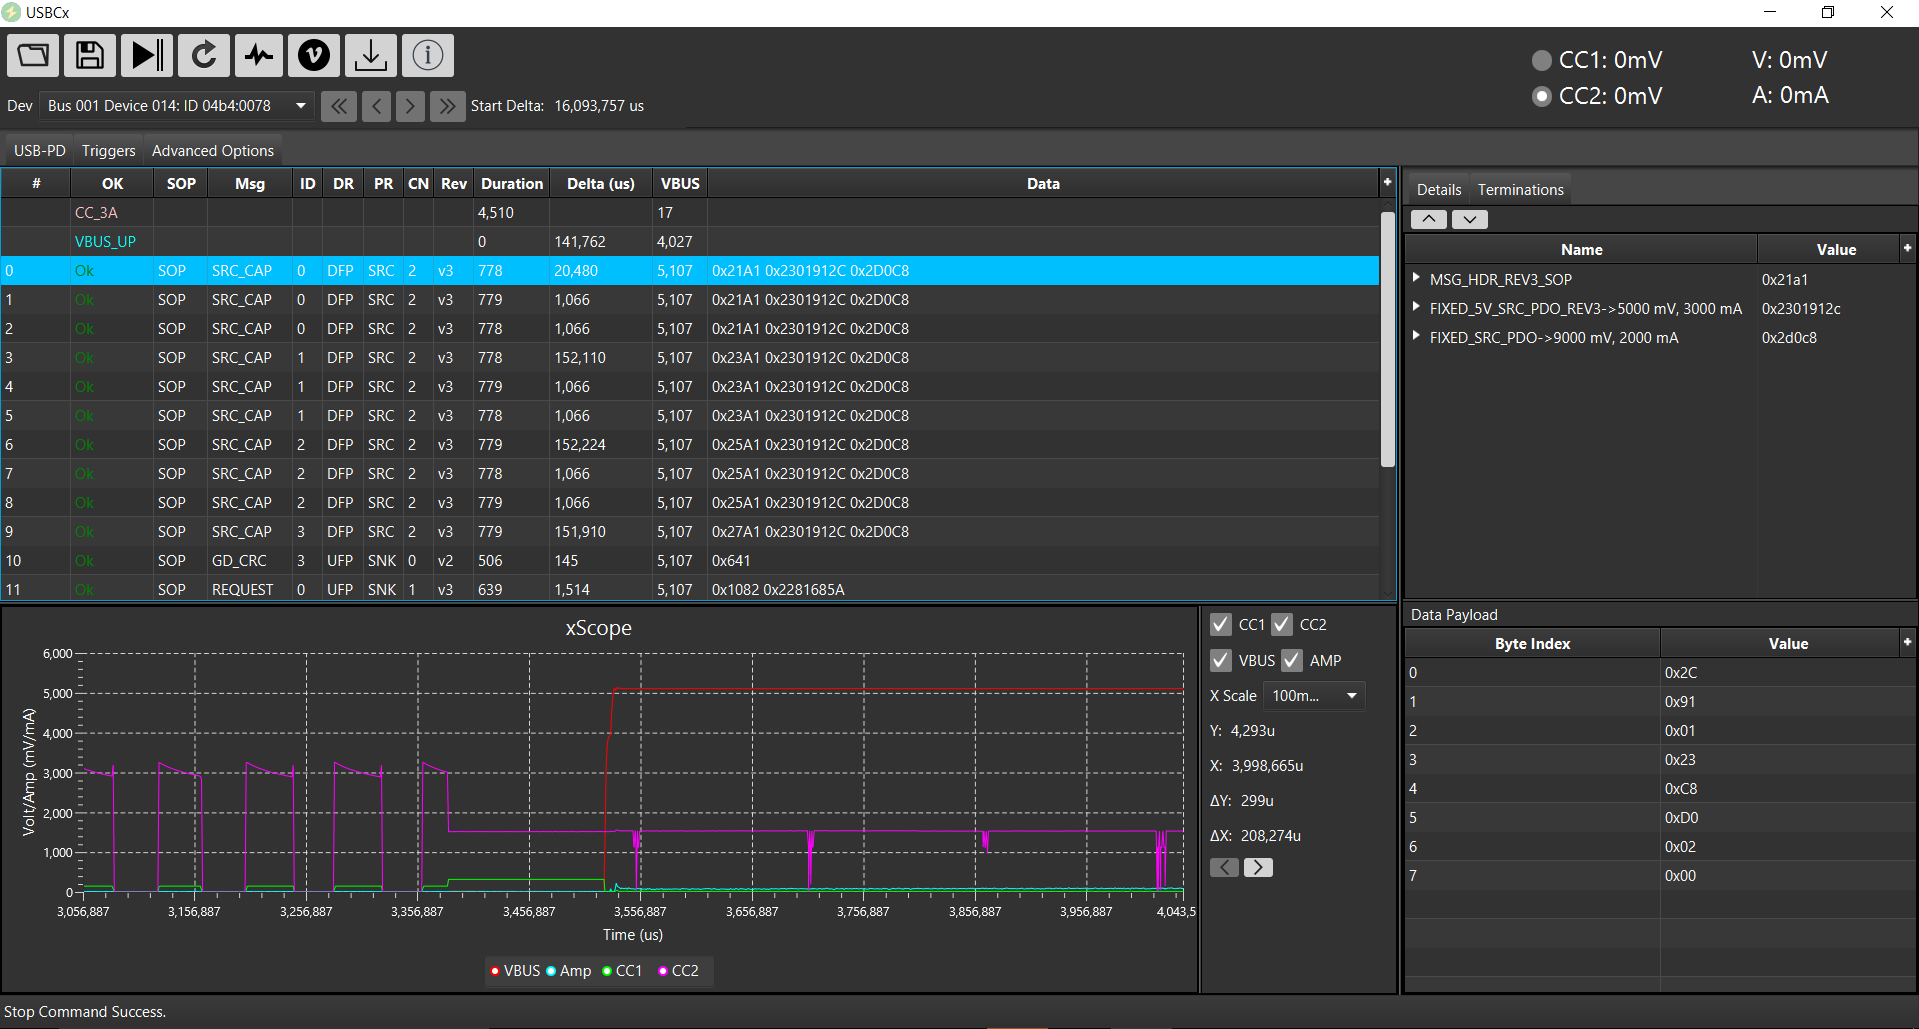 USBCx
CC1: 0mV V: 0mV
Dev Bus 001 Device 014: ID 04b4:0078 Start Delta: 16,093,757 us CC2: 0mV A: 0mA
USB-PD Triggers Advanced Options
# OK SOP Msg ID DR PR CN Rev Duration Delta (us) VBUS Data +
CC_3A 4,510 17
VBUS_UP 0 141,762 4,027
0 Ok SOP SRC_CAP 0 DFP SRC 2 v3 778 20,480 5,107 0x21A1 0x2301912C 0x2D0C8
1 Ok SOP SRC_CAP 0 DFP SRC 2 v3 779 1,066 5,107 0x21A1 0x2301912C 0x2D0C8
2 Ok SOP SRC_CAP 0 DFP SRC 2 v3 778 1,066 5,107 0x21A1 0x2301912C 0x2D0C8
3 Ok SOP SRC_CAP 1 DFP SRC 2 v3 778 152,110 5,107 0x23A1 0x2301912C 0x2D0C8
4 Ok SOP SRC_CAP 1 DFP SRC 2 v3 779 1,066 5,107 0x23A1 0x2301912C 0x2D0C8
5 Ok SOP SRC_CAP 1 DFP SRC 2 v3 778 1,066 5,107 0x23A1 0x2301912C 0x2D0C8
6 Ok SOP SRC_CAP 2 DFP SRC 2 v3 779 152,224 5,107 0x25A1 0x2301912C 0x2D0C8
7 Ok SOP SRC_CAP 2 DFP SRC 2 v3 778 1,066 5,107 0x25A1 0x2301912C 0x2D0C8
8 Ok SOP SRC_CAP 2 DFP SRC 2 v3 779 1,066 5,107 0x25A1 0x2301912C 0x2D0C8
9 Ok SOP SRC_CAP 3 DFP SRC 2 v3 779 151,910 5,107 0x27A1 0x2301912C 0x2D0C8
10 Ok SOP GD_CRC 3 UFP SNK 0 v2 506 145 5,107 0x641
11 Ok SOP REQUEST 0 UFP SNK 1 v3 639 1,514 5,107 0x1082 0x2281685A
Details Terminations
Name Value +
MSG_HDR_REV3_SOP 0x21a1
FIXED_5V_SRC_PDO_REV3->5000 mV, 3000 mA 0x2301912c
FIXED_SRC_PDO->9000 mV, 2000 mA 0x2d0c8
xScope
6,000
5,000
4,000
3,000
2,000
1,000
0
Volt/Amp (mV/mA)
3,056,887 3,156,887 3,256,887 3,356,887 3,456,887 3,556,887 3,656,887 3,756,887 3,856,887 3,956,887 4,043,5
Time (us)
VBUS Amp CC1 CC2
CC1 CC2
VBUS AMP
X Scale 100m...
Y: 4,293u
X: 3,998,665u
ΔY: 299u
ΔX: 208,274u
Data Payload
Byte Index Value +
0 0x2C
1 0x91
2 0x01
3 0x23
4 0xC8
5 0xD0
6 0x02
7 0x00
Stop Command Success.